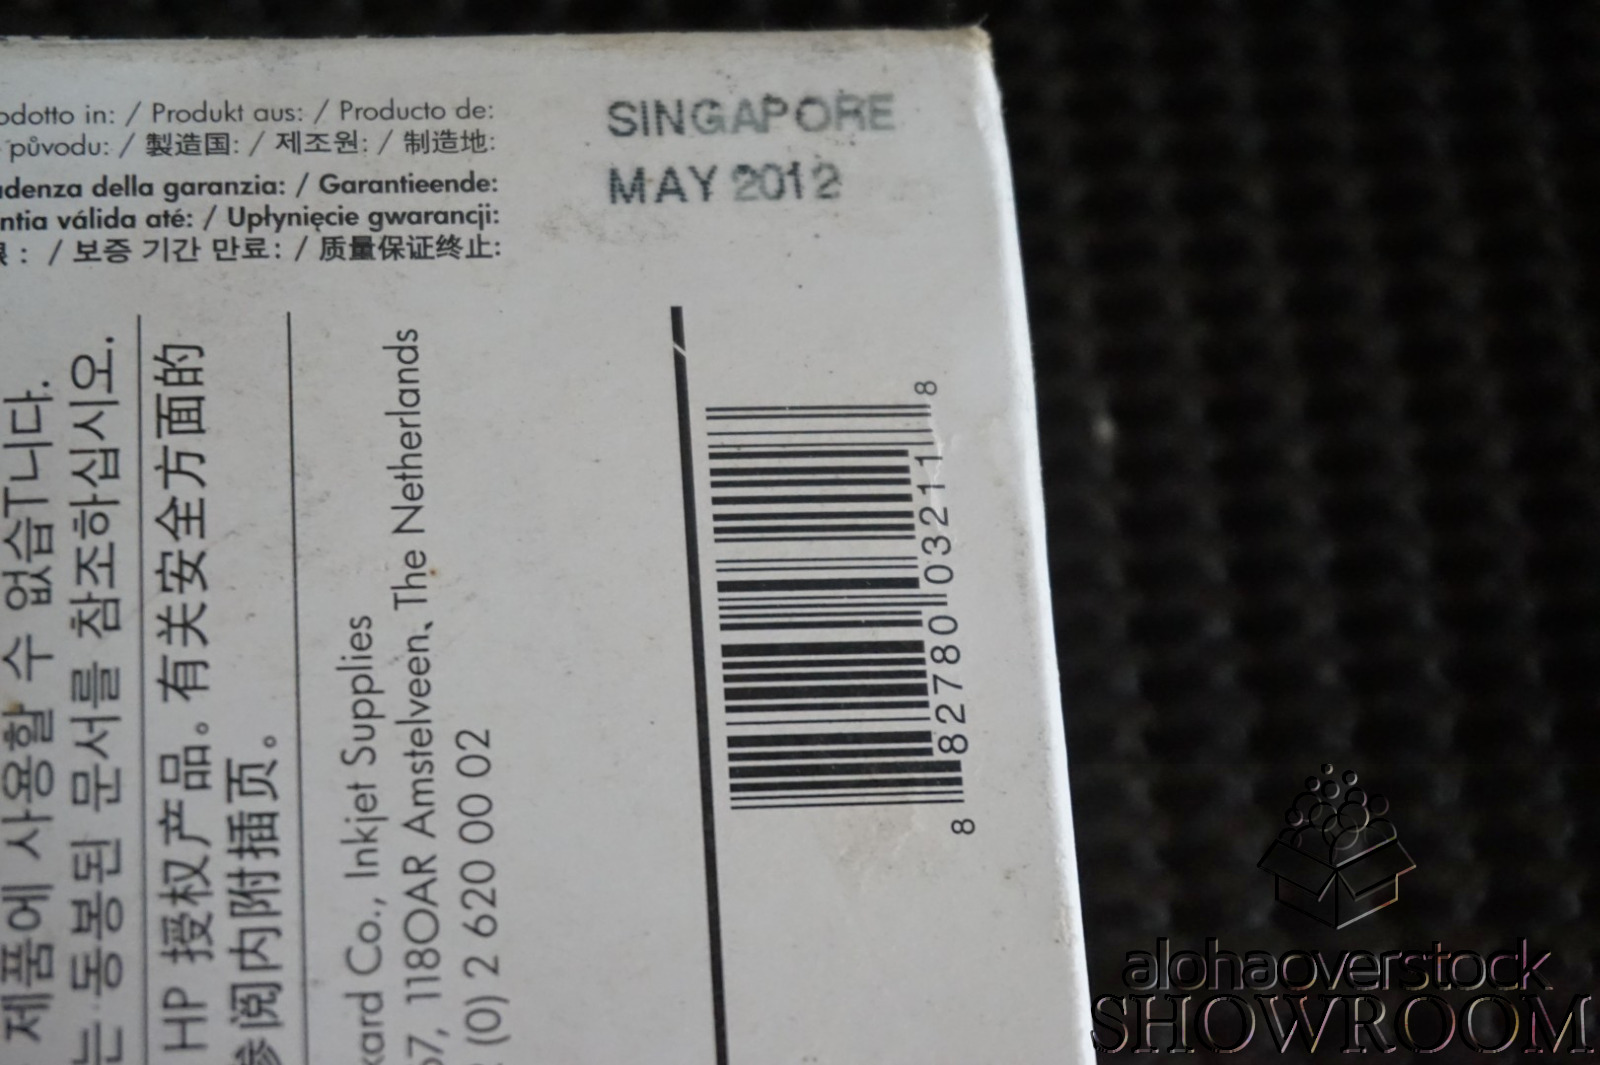 odotto in: / Produkt aus: / Producto de:
původu: / 製造国: / 제조원: / 制造地:
denza della garanzia: / Garantieende:
ntia válida até: / Upłynięcie gwarancji:
: / 보증 기간 만료: / 质量保证终止:
SINGAPORE
MAY 2012
제품에 사용할 수 없습T니다.
는 동봉된 문서를 참조하십시오.
HP 授权产品。有关安全方面的
参阅内附插页。
kard Co., Inkjet Supplies
67, 118OAR Amstelveen, The Netherlands
(0) 2 620 00 02
8 82780 03211 8
alohaoverstock
SHOWROOM